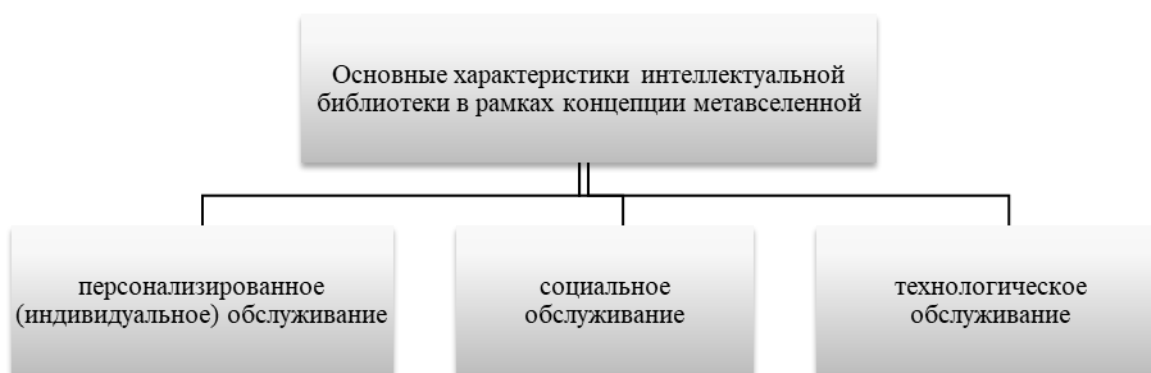 Основные характеристики интеллектуальной
библиотеки в рамках концепции метавселенной
персонализированное
(индивидуальное) обслуживание
социальное
обслуживание
технологическое
обслуживание